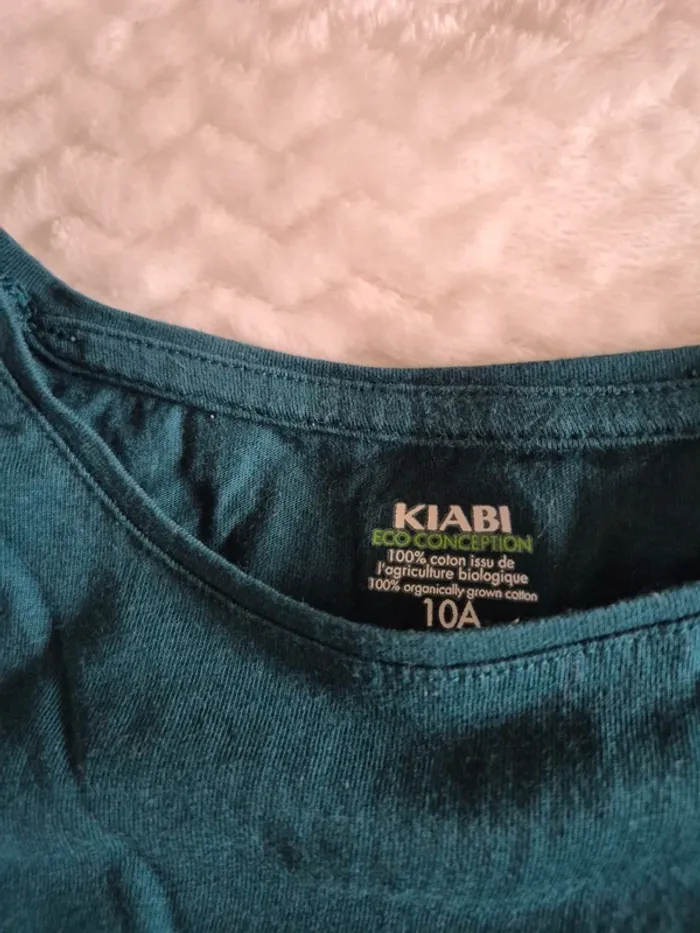 KIABI
ECO CONCEPTION
100% coton issu de
l'agriculture biologique
100% organically grown cotton
10A